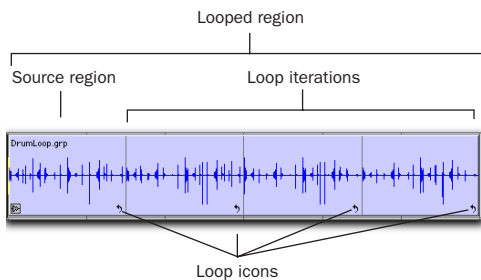 Looped region
Source region
Loop iterations
DrumLoop.grp
Loop icons